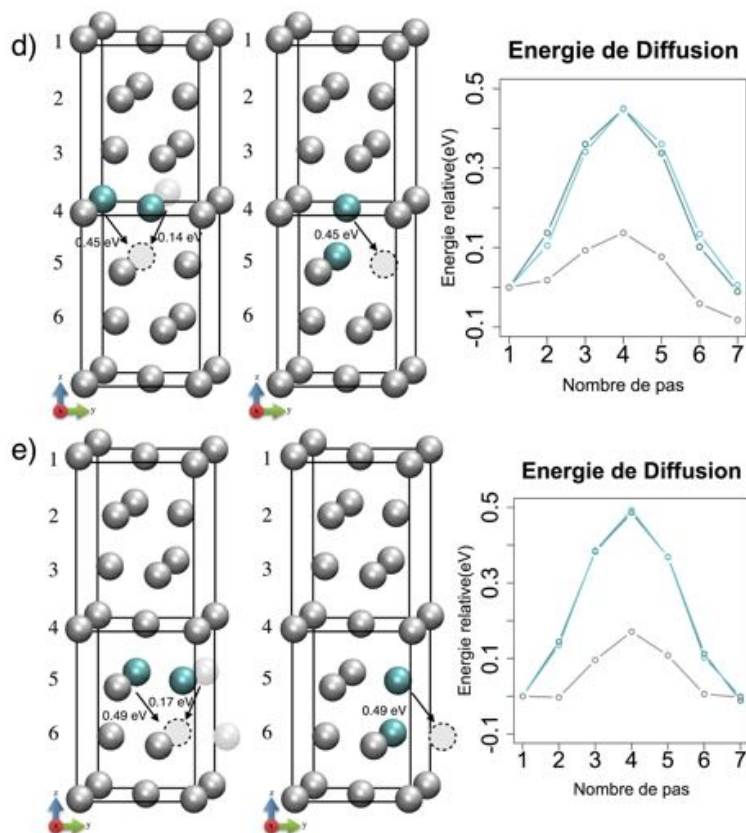 d)
1
2
3
4
5
6
0.45 eV
0.14 eV
z
x
y
1
2
3
4
5
6
0.45 eV
z
x
y
Energie de Diffusion
Energie relative(eV)
0.5
0.3
0.1
-0.1
1 2 3 4 5 6 7
Nombre de pas
e)
1
2
3
4
5
6
0.49 eV
0.17 eV
z
x
y
1
2
3
4
5
6
0.49 eV
z
x
y
Energie de Diffusion
Energie relative(eV)
0.5
0.3
0.1
-0.1
1 2 3 4 5 6 7
Nombre de pas